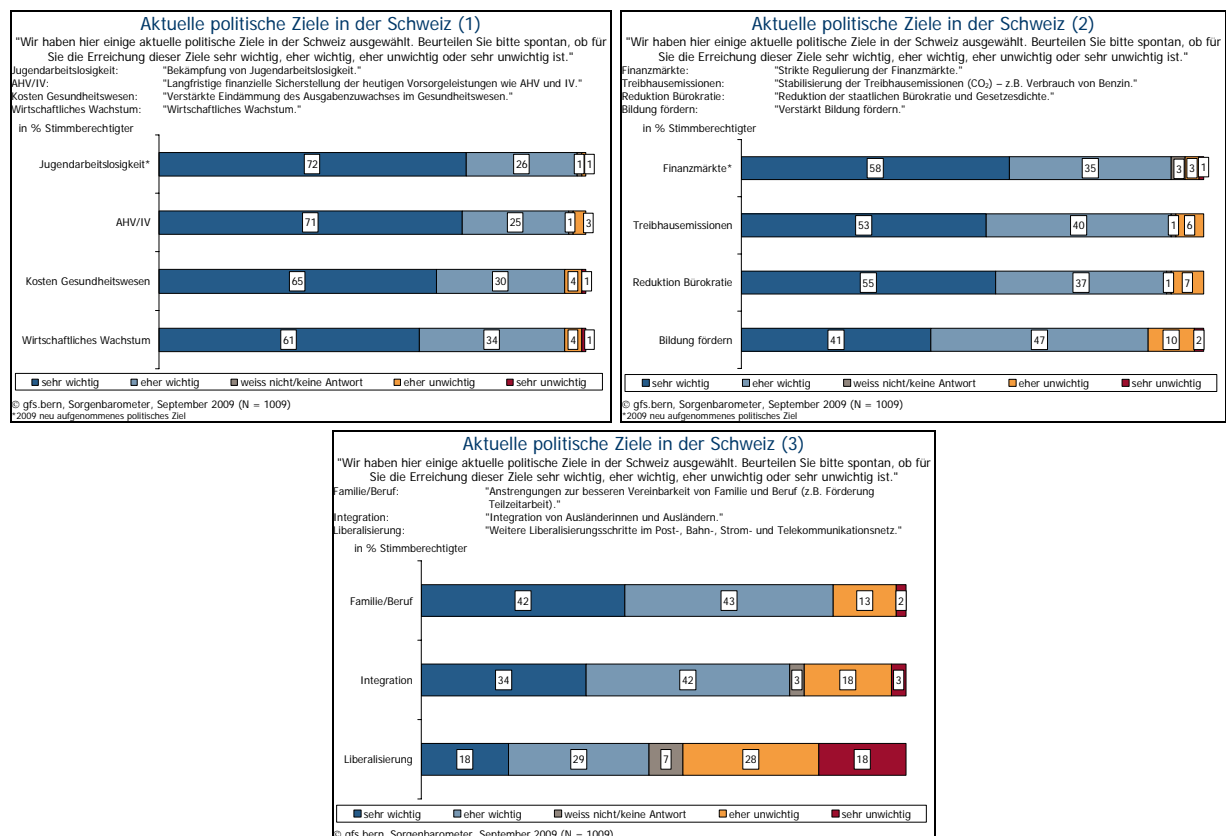 Aktuelle politische Ziele in der Schweiz (1)
"Wir haben hier einige aktuelle politische Ziele in der Schweiz ausgewählt. Beurteilen Sie bitte spontan, ob für
Sie die Erreichung dieser Ziele sehr wichtig, eher wichtig, eher unwichtig oder sehr unwichtig ist."
Jugendarbeitslosigkeit: "Bekämpfung von Jugendarbeitslosigkeit."
AHV/IV: "Langfristige finanzielle Sicherstellung der heutigen Vorsorgeleistungen wie AHV und IV."
Kosten Gesundheitswesen: "Verstärkte Eindämmung des Ausgabenzuwachses im Gesundheitswesen."
Wirtschaftliches Wachstum: "Wirtschaftliches Wachstum."
in % Stimmberechtigter
Jugendarbeitslosigkeit* 72 26 1 1
AHV/IV 71 25 1 3
Kosten Gesundheitswesen 65 30 4 1
Wirtschaftliches Wachstum 61 34 4 1
sehr wichtig eher wichtig weiss nicht/keine Antwort eher unwichtig sehr unwichtig
© gfs.bern, Sorgenbarometer, September 2009 (N = 1009)
*2009 neu aufgenommenes politisches Ziel
Aktuelle politische Ziele in der Schweiz (2)
"Wir haben hier einige aktuelle politische Ziele in der Schweiz ausgewählt. Beurteilen Sie bitte spontan, ob für
Sie die Erreichung dieser Ziele sehr wichtig, eher wichtig, eher unwichtig oder sehr unwichtig ist."
Finanzmärkte: "Strikte Regulierung der Finanzmärkte."
Treibhausemissionen: "Stabilisierung der Treibhausemissionen (CO₂) – z.B. Verbrauch von Benzin."
Reduktion Bürokratie: "Reduktion der staatlichen Bürokratie und Gesetzesdichte."
Bildung fördern: "Verstärkt Bildung fördern."
in % Stimmberechtigter
Finanzmärkte* 58 35 3 3 1
Treibhausemissionen 53 40 1 6
Reduktion Bürokratie 55 37 1 7
Bildung fördern 41 47 10 2
sehr wichtig eher wichtig weiss nicht/keine Antwort eher unwichtig sehr unwichtig
© gfs.bern, Sorgenbarometer, September 2009 (N = 1009)
*2009 neu aufgenommenes politisches Ziel
Aktuelle politische Ziele in der Schweiz (3)
"Wir haben hier einige aktuelle politische Ziele in der Schweiz ausgewählt. Beurteilen Sie bitte spontan, ob für
Sie die Erreichung dieser Ziele sehr wichtig, eher wichtig, eher unwichtig oder sehr unwichtig ist."
Familie/Beruf: "Anstrengungen zur besseren Vereinbarkeit von Familie und Beruf (z.B. Förderung
Teilzeitarbeit)."
Integration: "Integration von Ausländerinnen und Ausländern."
Liberalisierung: "Weitere Liberalisierungsschritte im Post-, Bahn-, Strom- und Telekommunikationsnetz."
in % Stimmberechtigter
Familie/Beruf 42 43 13 2
Integration 34 42 3 18 3
Liberalisierung 18 29 7 28 18
sehr wichtig eher wichtig weiss nicht/keine Antwort eher unwichtig sehr unwichtig
© gfs.bern, Sorgenbarometer, September 2009 (N = 1009)